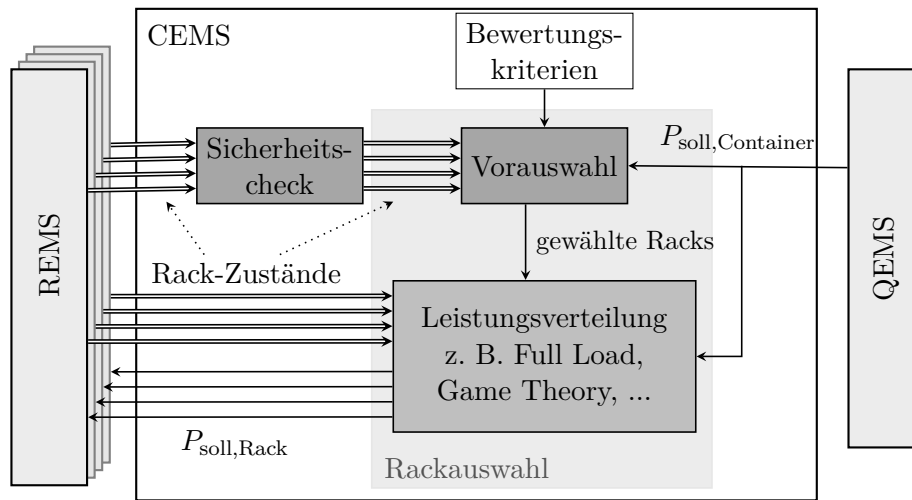 CEMS
Bewertungs-
kriterien
REMS
Sicherheits-
check
Vorauswahl
P_soll,Container
QEMS
gewählte Racks
Rack-Zustände
Leistungsverteilung
z. B. Full Load,
Game Theory, ...
P_soll,Rack
Rackauswahl